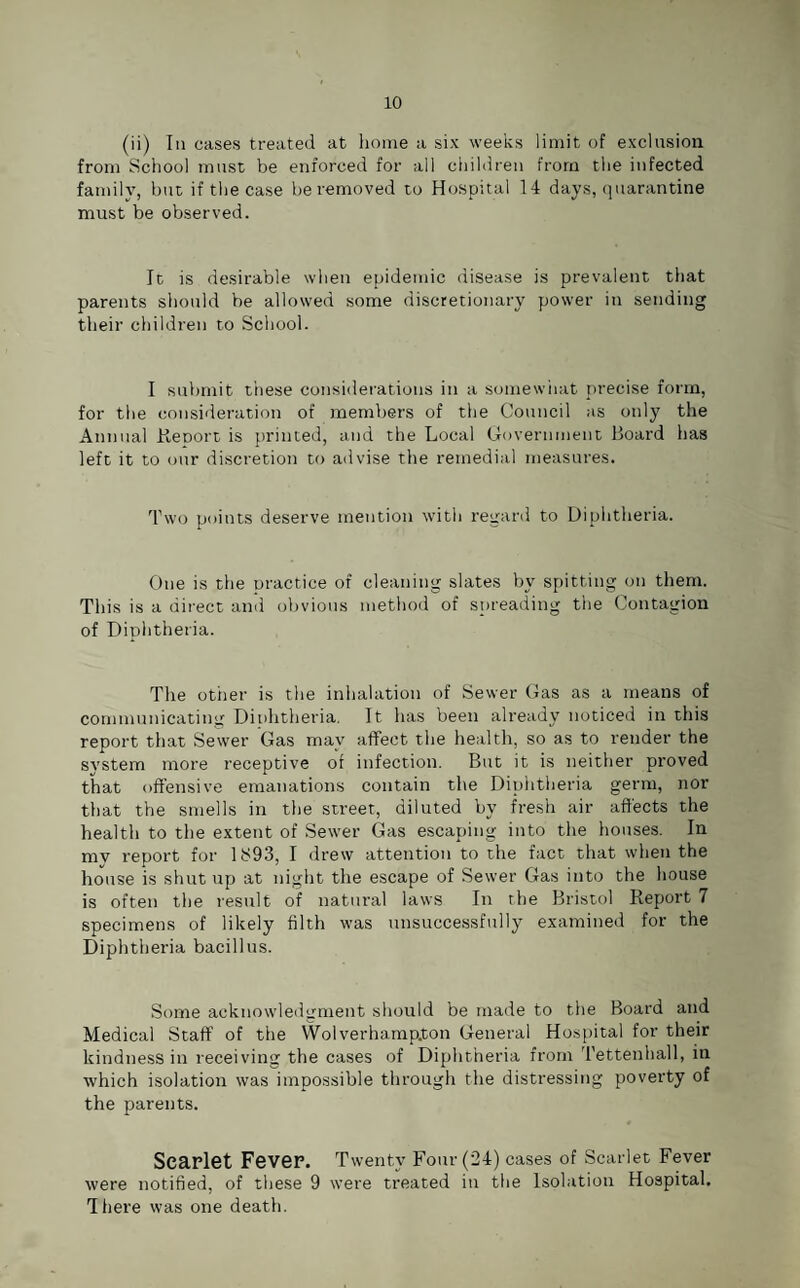 10
(ii) In cases treated at home a six weeks limit of exclusion
from School must be enforced for all children from the infected
family, but if the case be removed to Hospital 14 days, quarantine
must be observed.
It is desirable when epidemic disease is prevalent that
parents should be allowed some discretionary power in sending
their children to School.
I submit these considerations in a somewhat precise form,
for the consideration of members of the Council as only the
Annual Report is printed, and the Local Government Board has
left it to our discretion to advise the remedial measures.
Two points deserve mention with regard to Diphtheria.
One is the practice of cleaning slates by spitting on them.
This is a direct and obvious method of spreading the Contagion
of Diphtheria.
The other is the inhalation of Sewer Gas as a means of
communicating Diphtheria. It has been already noticed in this
report that Sewer Gas may affect the health, so as to render the
system more receptive of infection. But it is neither proved
that offensive emanations contain the Diphtheria germ, nor
that the smells in the street, diluted by fresh air affects the
health to the extent of Sewer Gas escaping into the houses. In
my report for 1893, I drew attention to the fact that when the
house is shut up at night the escape of Sewer Gas into the house
is often the result of natural laws In the Bristol Report 7
specimens of likely filth was unsuccessfully examined for the
Diphtheria bacillus.
Some acknowledgment should be made to the Board and
Medical Staff of the Wolverhampton General Hospital for their
kindness in receiving the cases of Diphtheria from Tettenhall, in
which isolation was impossible through the distressing poverty of
the parents.
Scarlet Fever. Twenty Four (24) cases of Scarlet Fever
were notified, of these 9 were treated in the Isolation Hospital.
There was one death.